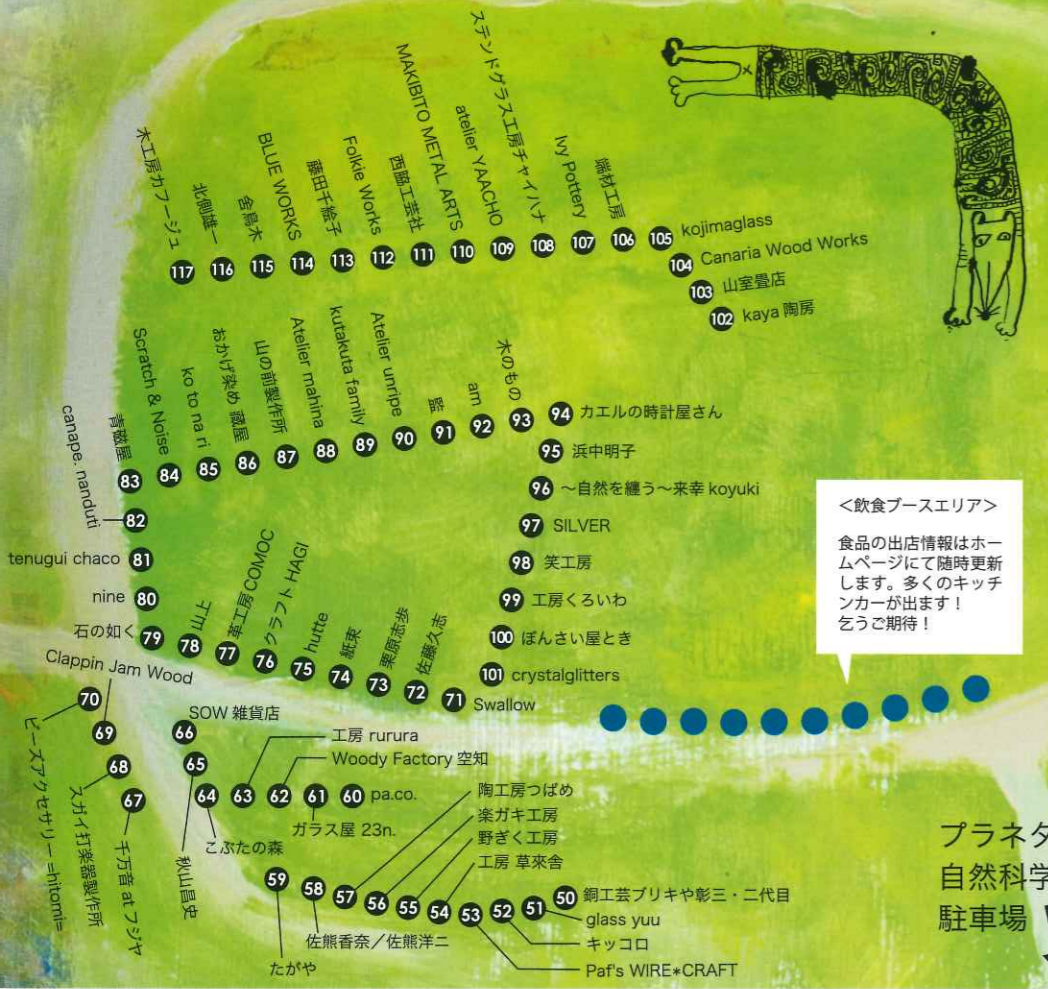 木工房カフージュ
117
北側雄一
116
舎鳥木
115
BLUE WORKS
114
藤田千絵子
113
Folkie Works
112
西脇工芸社
111
MAKIBITO METAL ARTS
110
atelier YAACHO
109
ステンドグラス工房チャイハナ
108
Ivy Pottery
107
端材工房
106
105 kojimaglass
104 Canaria Wood Works
103 山室畳店
102 kaya 陶房
青磁屋
83
Scratch & Noise
84
ko to na ri
85
おかげ染め 藏屋
86
山の前製作所
87
Atelier mahina
88
kutakuta family
89
Atelier unripe
90
監
91
am
92
木のもの
93
94 カエルの時計屋さん
95 浜中明子
96 ～自然を纏う～来幸 koyuki
97 SILVER
98 笑工房
99 工房くろいわ
100 ぼんさい屋とき
101 crystalglitters
canape. nanduti
82
tenugui chaco 81
nine 80
石の如く 79
山上
78
革工房COMOC
77
クラフト HAGI
76
hutte
75
紙束
74
栗原志歩
73
佐藤久志
72
71 Swallow
＜飲食ブースエリア＞
食品の出店情報はホー
ムページにて随時更新
します。多くのキッチ
ンカーが出ます！
乞うご期待！
Clappin Jam Wood
70
ビーズアクセサリー =hitomi=
69
68
スガイ打楽器製作所
67
千万音 at フジヤ
SOW 雑貨店
66
65
秋山昌史
64
こぶたの森
63
工房 rurura
62
Woody Factory 空知
61
ガラス屋 23n.
60 pa.co.
59
たがや
58
佐熊香奈／佐熊洋ニ
57
陶工房つばめ
56
楽ガキ工房
55
野ぎく工房
54
工房 草來舎
53
Paf's WIRE*CRAFT
52
キッコロ
51
glass yuu
50 銅工芸ブリキや彰三・二代目
プラネタ
自然科学
駐車場